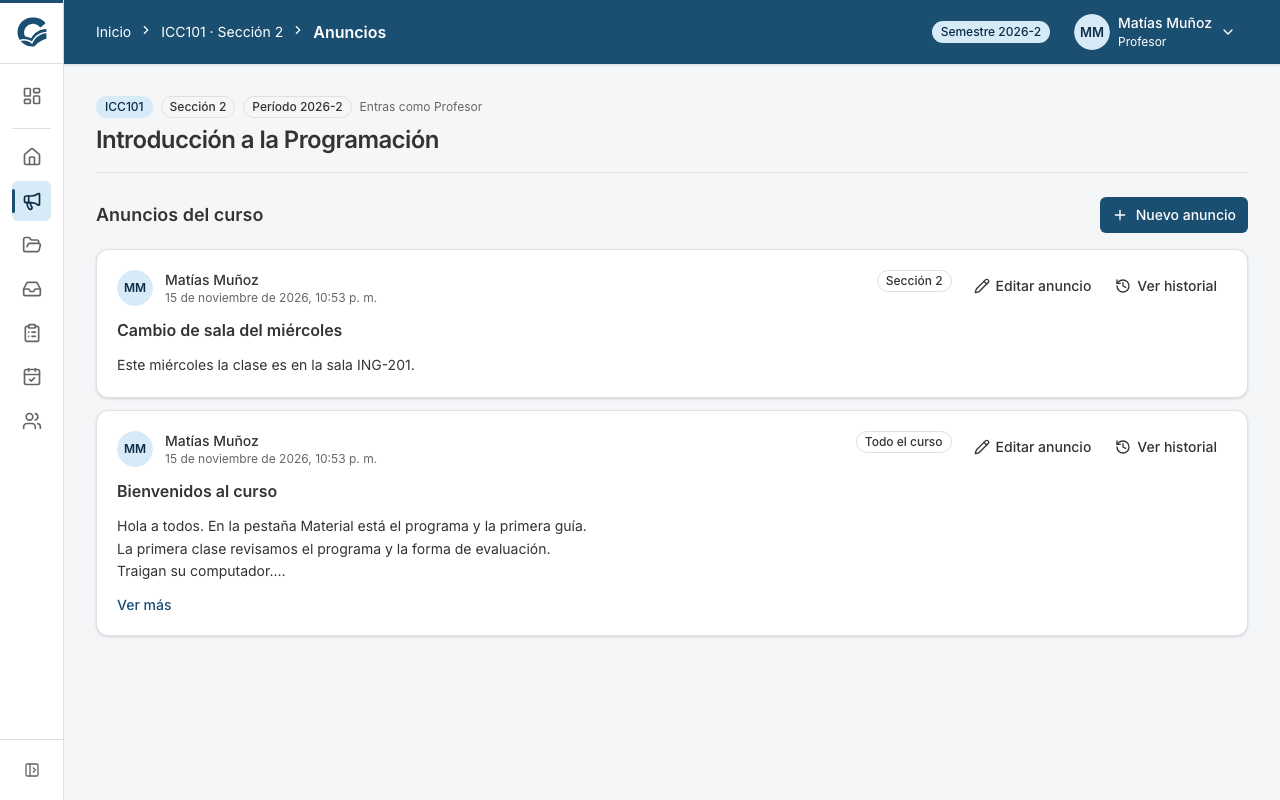 Inicio > ICC101 · Sección 2 > Anuncios
Semestre 2026-2
MM
Matías Muñoz
Profesor
ICC101 Sección 2 Período 2026-2 Entras como Profesor
Introducción a la Programación
Anuncios del curso
+ Nuevo anuncio
MM
Matías Muñoz
15 de noviembre de 2026, 10:53 p. m.
Sección 2
Editar anuncio
Ver historial
Cambio de sala del miércoles
Este miércoles la clase es en la sala ING-201.
MM
Matías Muñoz
15 de noviembre de 2026, 10:53 p. m.
Todo el curso
Editar anuncio
Ver historial
Bienvenidos al curso
Hola a todos. En la pestaña Material está el programa y la primera guía.
La primera clase revisamos el programa y la forma de evaluación.
Traigan su computador....
Ver más